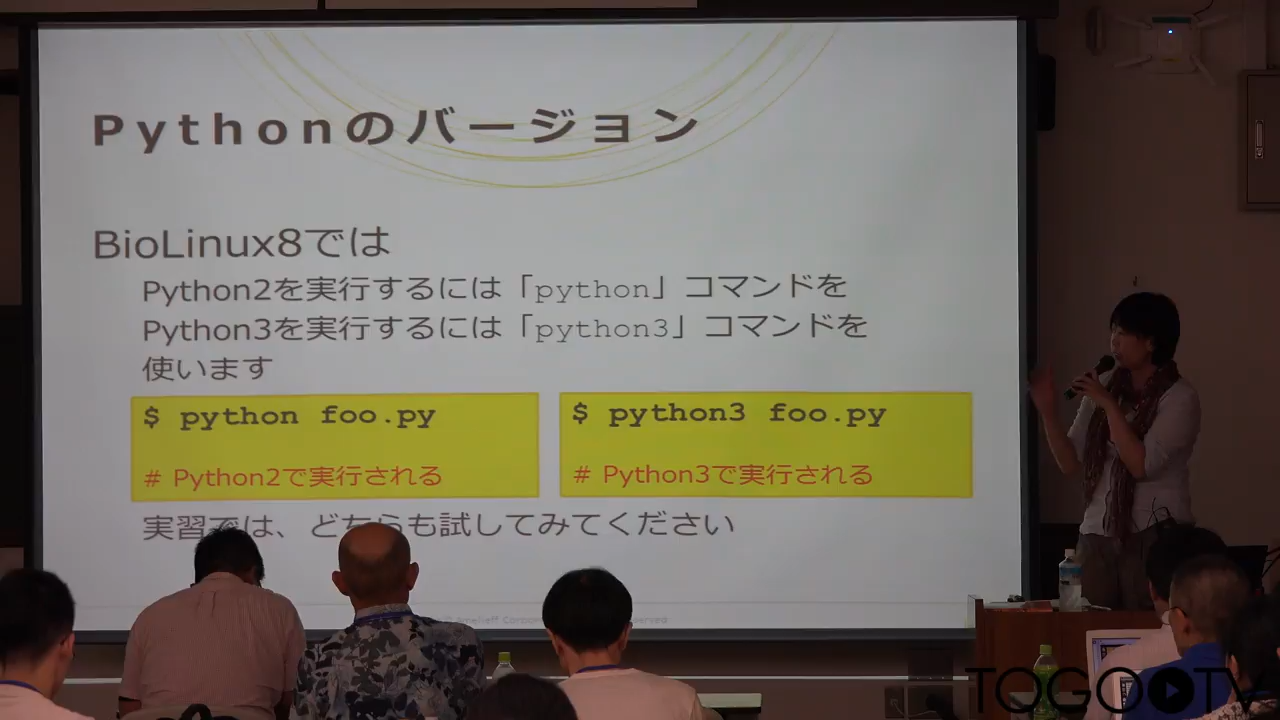 Pythonのバージョン
BioLinux8では
Python2を実行するには「python」コマンドを
Python3を実行するには「python3」コマンドを
使います
$ python foo.py
# Python2で実行される
$ python3 foo.py
# Python3で実行される
実習では、どちらも試してみてください
TOGOTV